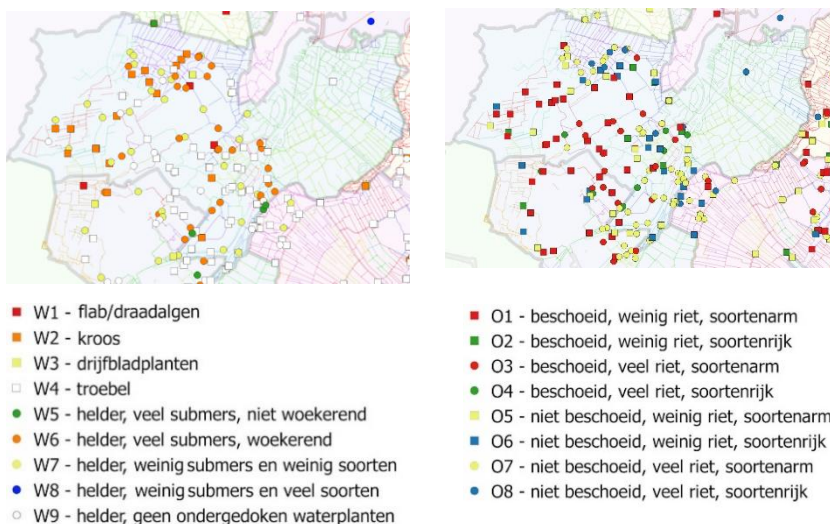 W1 - flab/draadalgen
W2 - kroos
W3 - drijfbladplanten
W4 - troebel
W5 - helder, veel submers, niet woekerend
W6 - helder, veel submers, woekerend
W7 - helder, weinig submers en weinig soorten
W8 - helder, weinig submers en veel soorten
W9 - helder, geen ondergedoken waterplanten
O1 - beschoeid, weinig riet, soortenarm
O2 - beschoeid, weinig riet, soortenrijk
O3 - beschoeid, veel riet, soortenarm
O4 - beschoeid, veel riet, soortenrijk
O5 - niet beschoeid, weinig riet, soortenarm
O6 - niet beschoeid, weinig riet, soortenrijk
O7 - niet beschoeid, veel riet, soortenarm
O8 - niet beschoeid, veel riet, soortenrijk